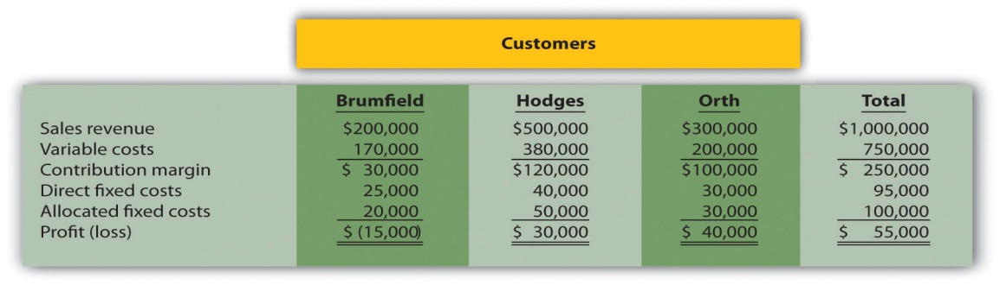 Customers
Brumfield Hodges Orth Total
Sales revenue $200,000 $500,000 $300,000 $1,000,000
Variable costs 170,000 380,000 200,000 750,000
Contribution margin $ 30,000 $120,000 $100,000 $ 250,000
Direct fixed costs 25,000 40,000 30,000 95,000
Allocated fixed costs 20,000 50,000 30,000 100,000
Profit (loss) $ (15,000) $ 30,000 $ 40,000 $ 55,000